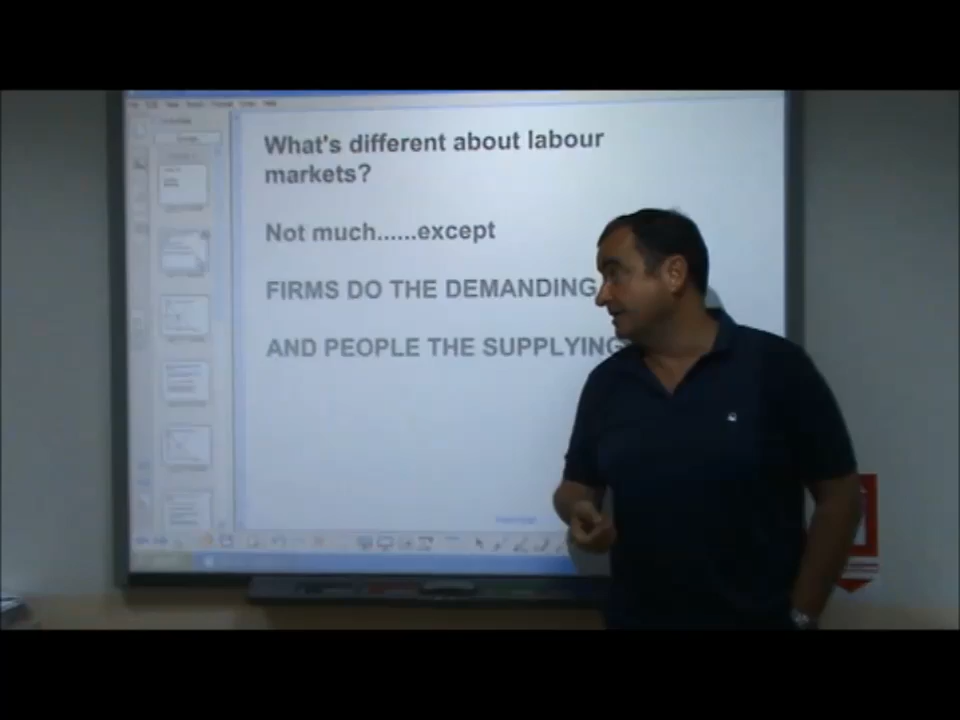 What's different about labour
markets?
Not much......except
FIRMS DO THE DEMANDING
AND PEOPLE THE SUPPLYING